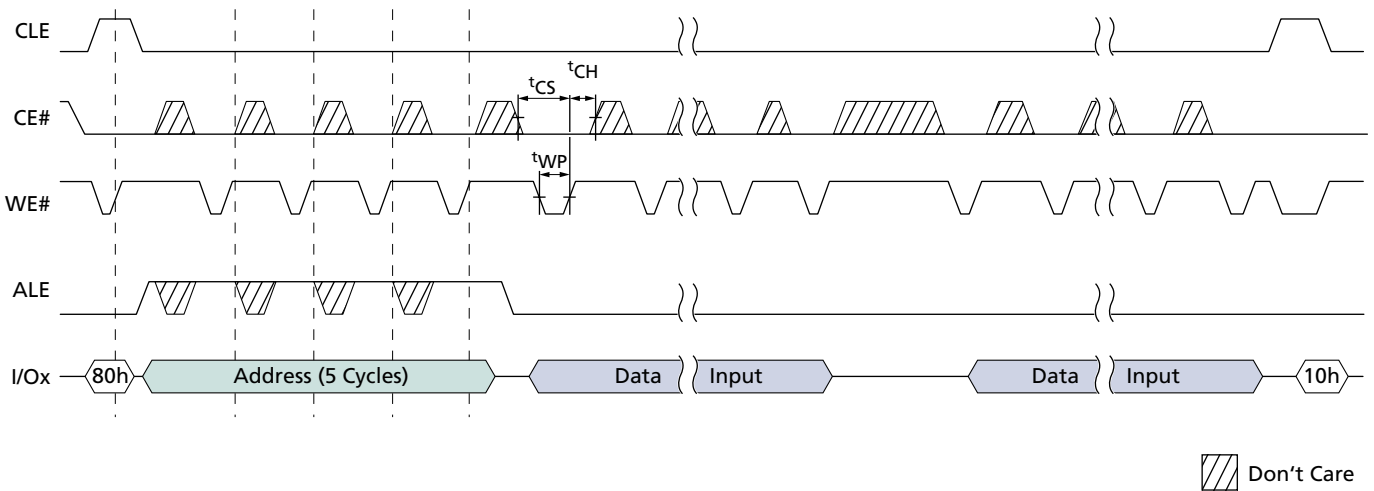 CLE
tCH
tCS
CE#
tWP
WE#
ALE
I/Ox 80h Address (5 Cycles) Data Input Data Input 10h
Don't Care